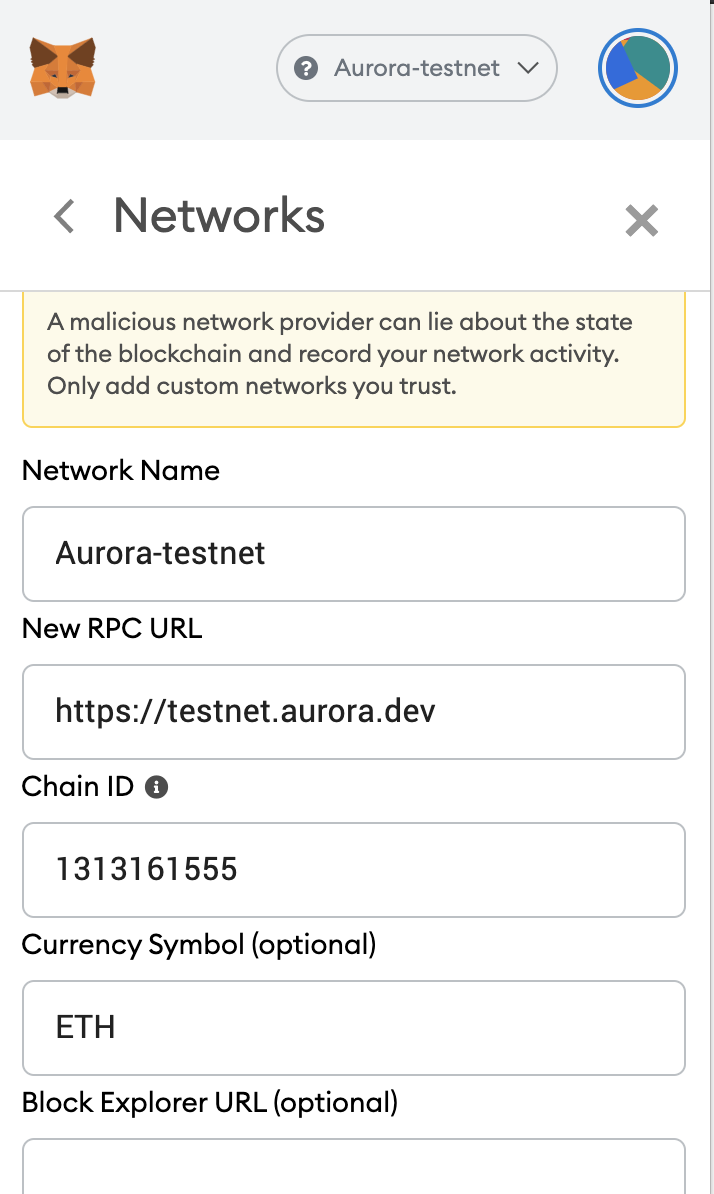 Aurora-testnet
Networks
A malicious network provider can lie about the state
of the blockchain and record your network activity.
Only add custom networks you trust.
Network Name
Aurora-testnet
New RPC URL
https://testnet.aurora.dev
Chain ID
1313161555
Currency Symbol (optional)
ETH
Block Explorer URL (optional)